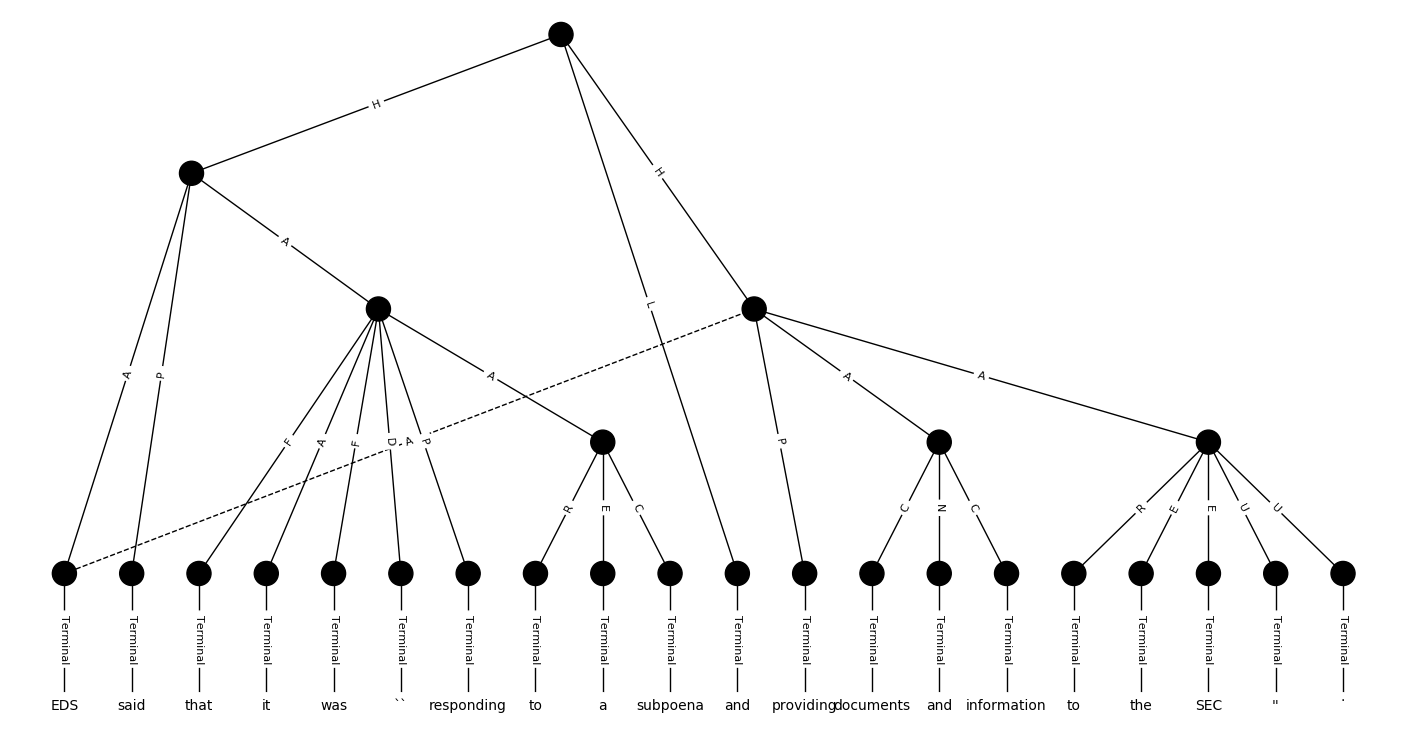 H
H
A
A P L A A
F A F D A P P
R E C C N C R E E U U
Terminal Terminal Terminal Terminal Terminal Terminal Terminal Terminal Terminal Terminal Terminal Terminal Terminal Terminal Terminal Terminal Terminal Terminal Terminal Terminal
EDS said that it was `` responding to a subpoena and providing documents and information to the SEC " .